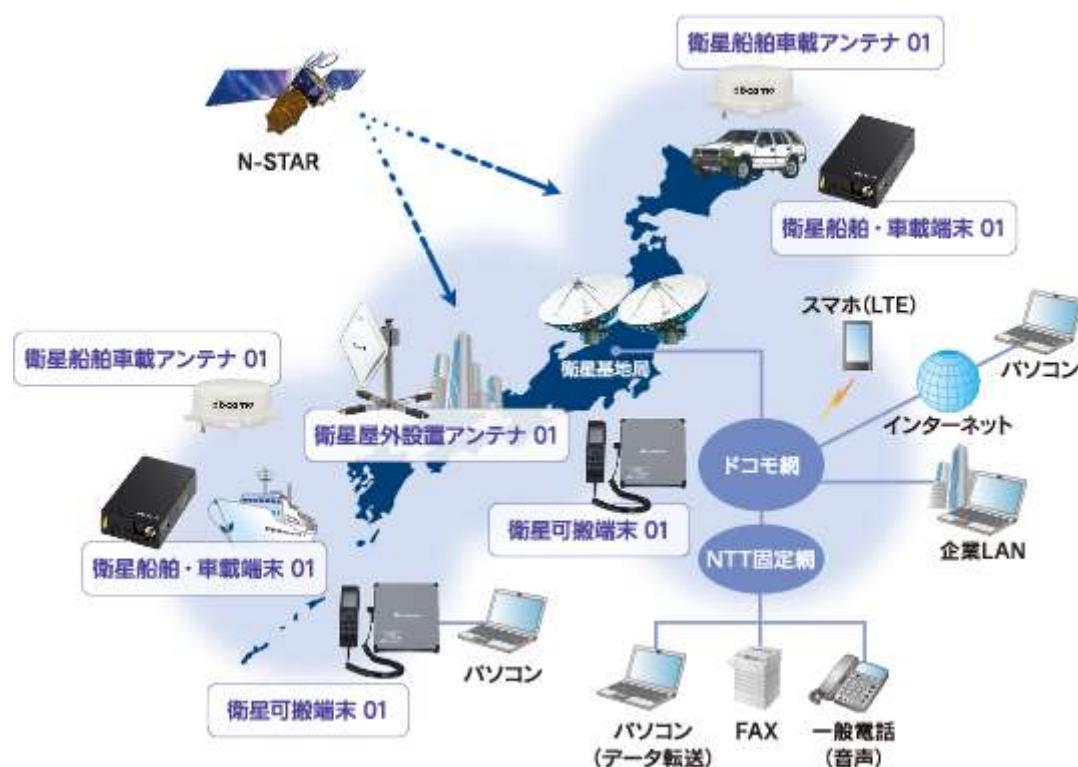 衛星船舶車載アンテナ 01
docomo
N-STAR
衛星船舶・車載端末 01
スマホ(LTE)
パソコン
衛星基地局
インターネット
衛星船舶車載アンテナ 01
docomo
衛星屋外設置アンテナ 01
ドコモ網
衛星可搬端末 01
企業LAN
NTT固定網
衛星船舶・車載端末 01
パソコン
衛星可搬端末 01
パソコン
(データ転送)
FAX
一般電話
(音声)